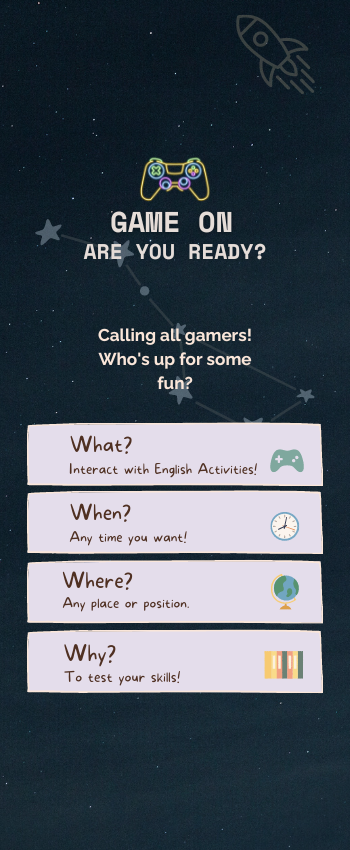 GAME ON
ARE YOU READY?
Calling all gamers!
Who's up for some
fun?
What?
Interact with English Activities!
When?
Any time you want!
Where?
Any place or position.
Why?
To test your skills!